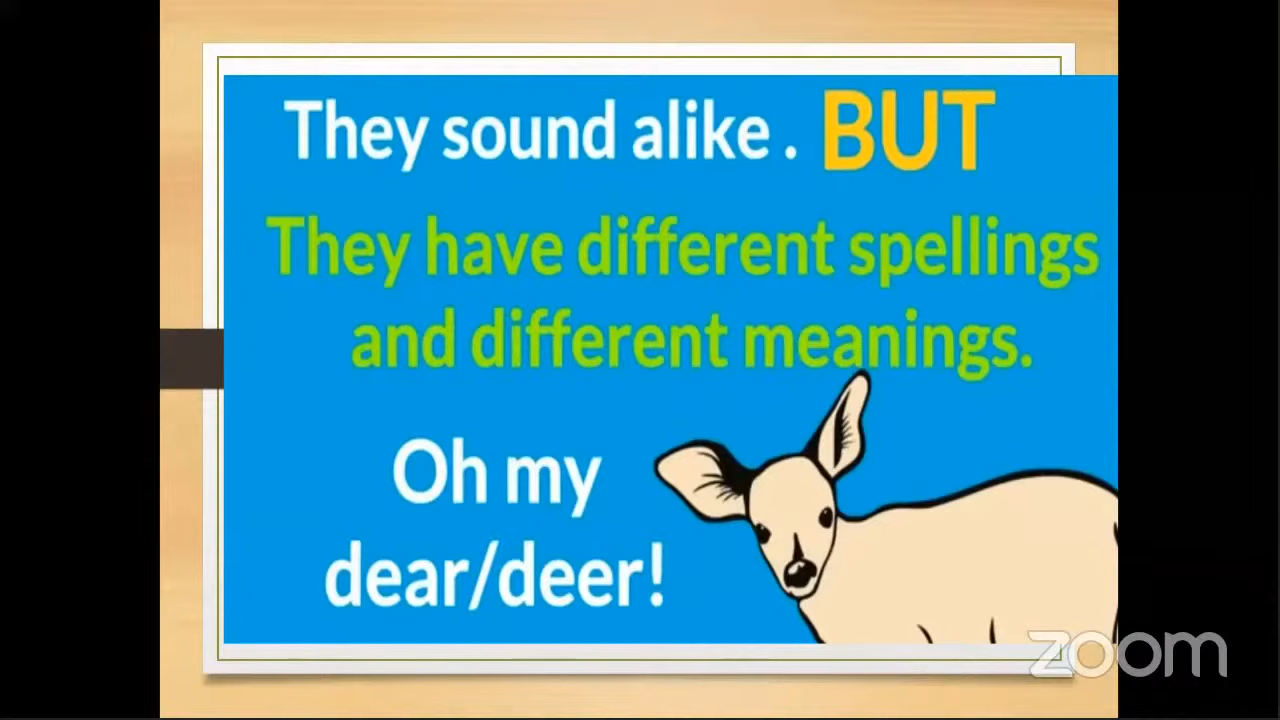 They sound alike . BUT
They have different spellings
and different meanings.
Oh my
dear/deer!
zoom